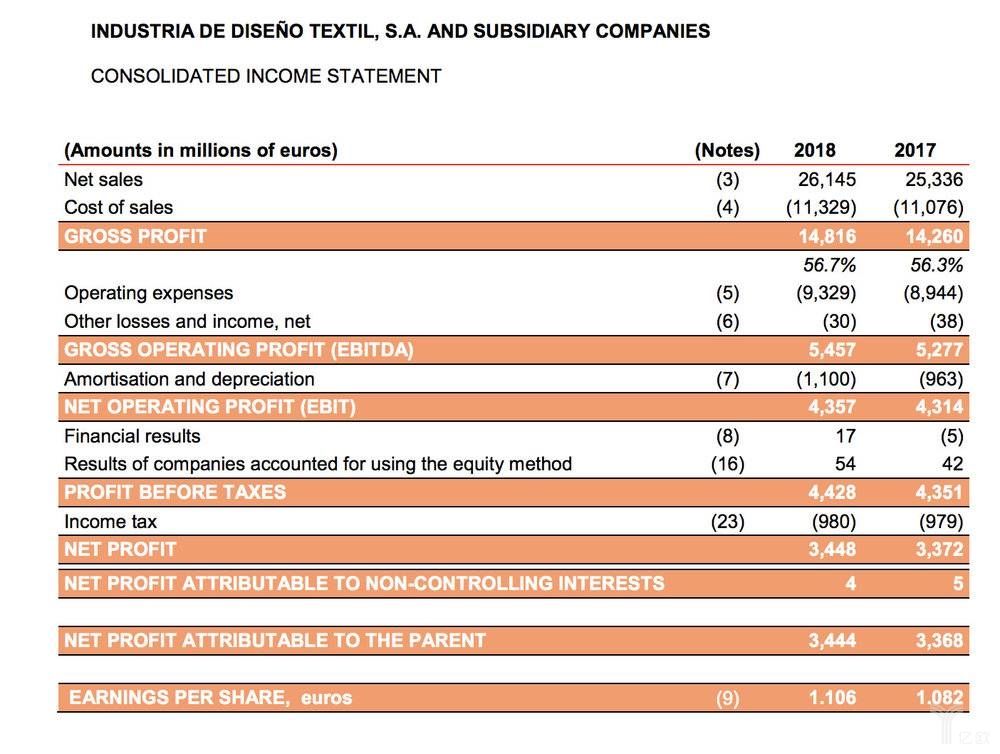 INDUSTRIA DE DISEÑO TEXTIL, S.A. AND SUBSIDIARY COMPANIES
CONSOLIDATED INCOME STATEMENT
(Amounts in millions of euros) (Notes) 2018 2017
Net sales (3) 26,145 25,336
Cost of sales (4) (11,329) (11,076)
GROSS PROFIT 14,816 14,260
56.7% 56.3%
Operating expenses (5) (9,329) (8,944)
Other losses and income, net (6) (30) (38)
GROSS OPERATING PROFIT (EBITDA) 5,457 5,277
Amortisation and depreciation (7) (1,100) (963)
NET OPERATING PROFIT (EBIT) 4,357 4,314
Financial results (8) 17 (5)
Results of companies accounted for using the equity method (16) 54 42
PROFIT BEFORE TAXES 4,428 4,351
Income tax (23) (980) (979)
NET PROFIT 3,448 3,372
NET PROFIT ATTRIBUTABLE TO NON-CONTROLLING INTERESTS 4 5
NET PROFIT ATTRIBUTABLE TO THE PARENT 3,444 3,368
EARNINGS PER SHARE, euros (9) 1.106 1.082
亿欧